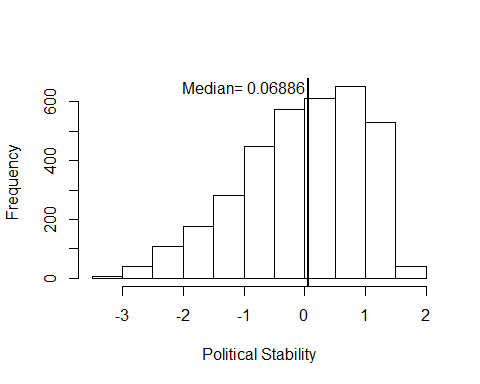 Median= 0.06886
Frequency
600
400
200
0
-3 -2 -1 0 1 2
Political Stability